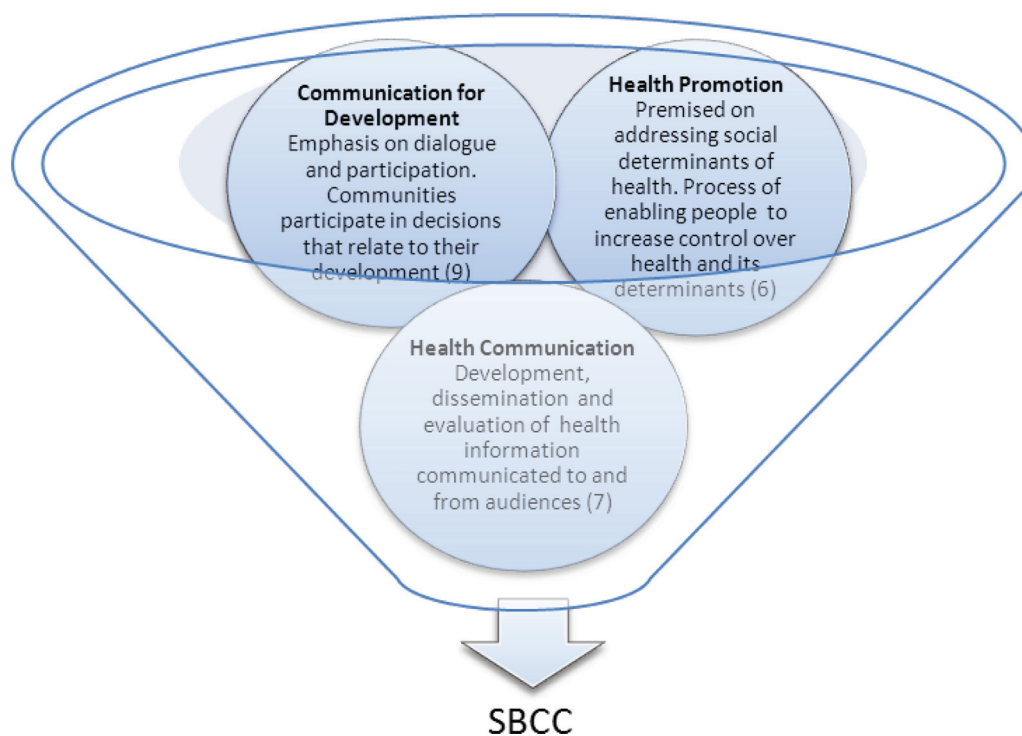 Communication for
Development
Emphasis on dialogue
and participation.
Communities
participate in decisions
that relate to their
development (9)
Health Promotion
Premised on
addressing social
determinants of
health. Process of
enabling people to
increase control over
health and its
determinants (6)
Health Communication
Development,
dissemination and
evaluation of health
information
communicated to and
from audiences (7)
SBCC